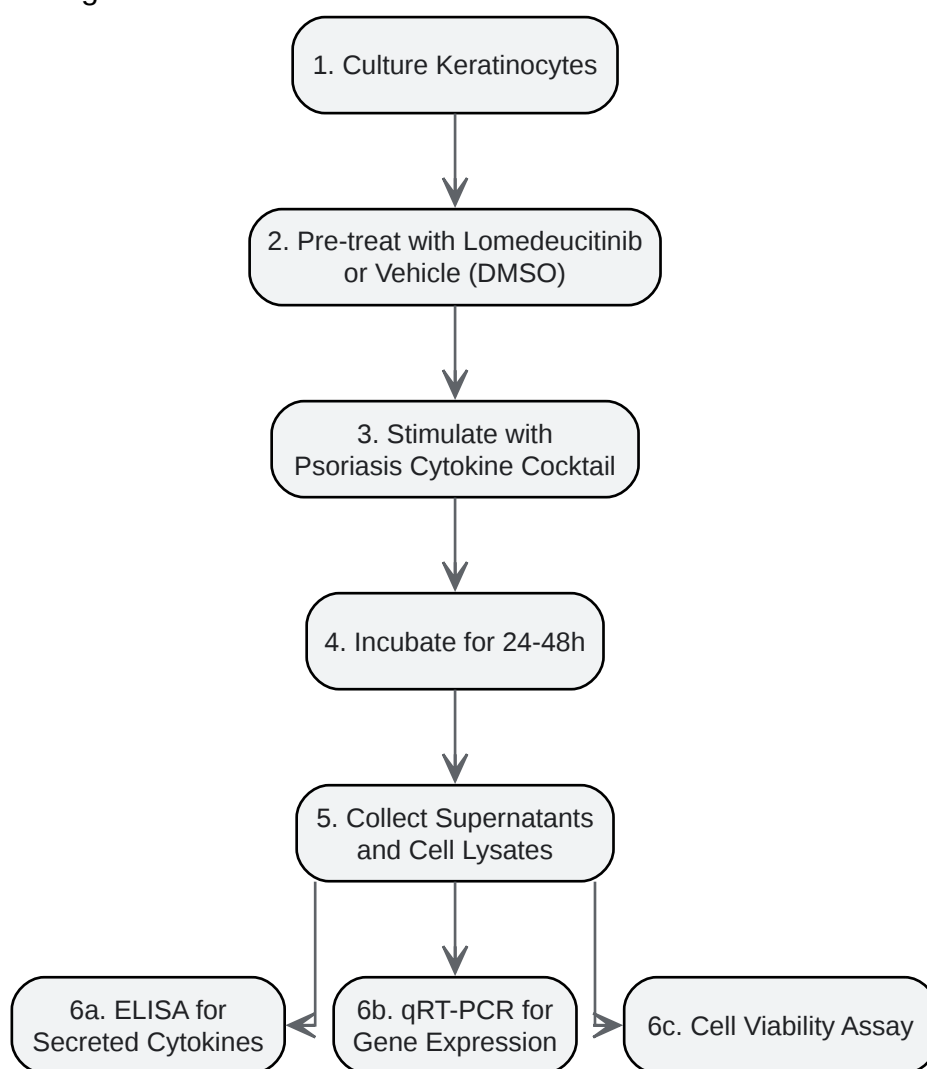 1. Culture Keratinocytes
2. Pre-treat with Lomedeucitinib
or Vehicle (DMSO)
3. Stimulate with
Psoriasis Cytokine Cocktail
4. Incubate for 24-48h
5. Collect Supernatants
and Cell Lysates
6a. ELISA for
Secreted Cytokines
6b. qRT-PCR for
Gene Expression
6c. Cell Viability Assay